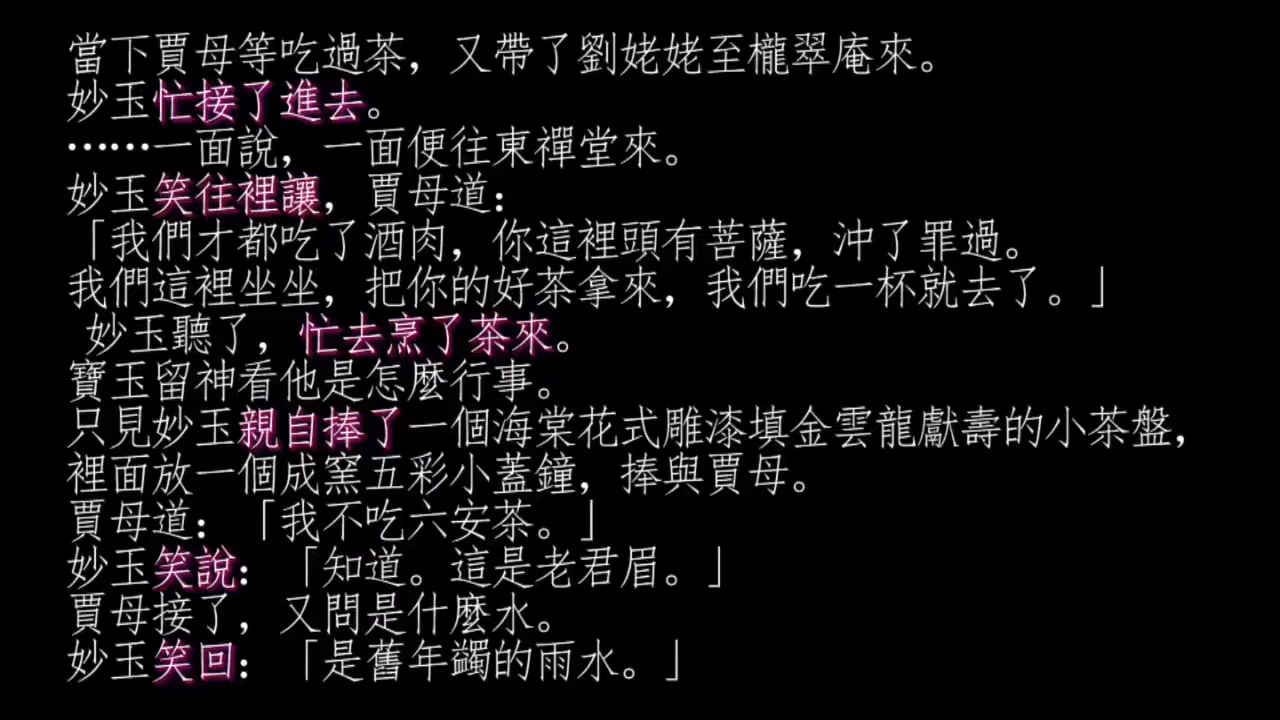 當下賈母等吃過茶，又帶了劉姥姥至櫳翠庵來。
妙玉忙接了進去。
……一面說，一面便往東禪堂來。
妙玉笑往裡讓，賈母道：
「我們才都吃了酒肉，你這裡頭有菩薩，沖了罪過。
我們這裡坐坐，把你的好茶拿來，我們吃一杯就去了。」
妙玉聽了，忙去烹了茶來。
寶玉留神看他是怎麼行事。
只見妙玉親自捧了一個海棠花式雕漆填金雲龍獻壽的小茶盤，
裡面放一個成窯五彩小蓋鐘，捧與賈母。
賈母道：「我不吃六安茶。」
妙玉笑說：「知道。這是老君眉。」
賈母接了，又問是什麼水。
妙玉笑回：「是舊年蠲的雨水。」